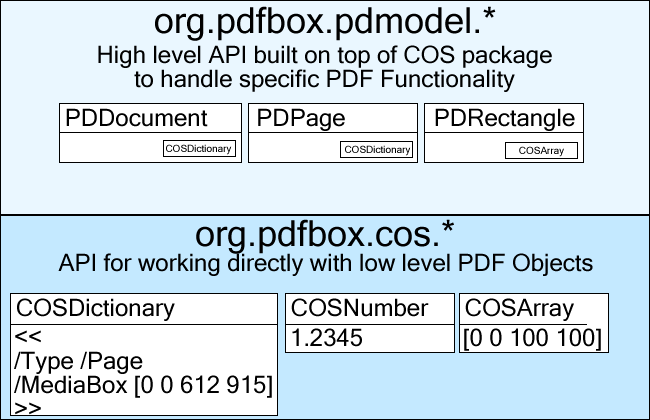 org.pdfbox.pdmodel.*
High level API built on top of COS package
to handle specific PDF Functionality
PDDocument
COSDictionary
PDPage
COSDictionary
PDRectangle
COSArray
org.pdfbox.cos.*
API for working directly with low level PDF Objects
COSDictionary
<<
/Type /Page
/MediaBox [0 0 612 915]
>>
COSNumber
1.2345
COSArray
[0 0 100 100]